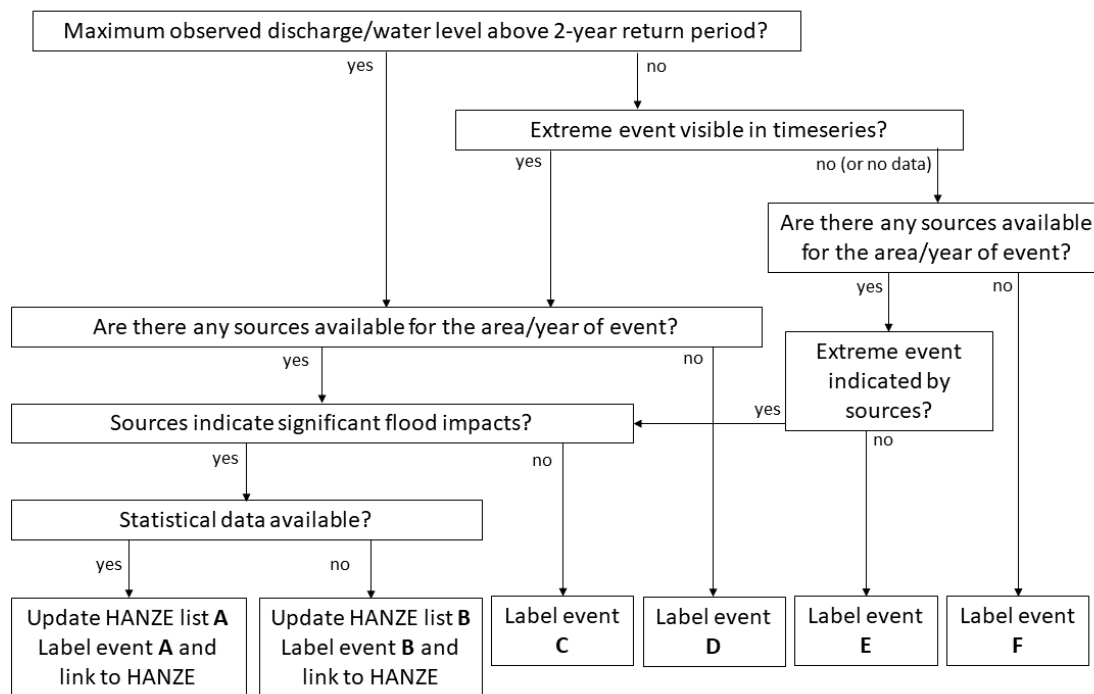 Maximum observed discharge/water level above 2-year return period?
yes
no
Extreme event visible in timeseries?
yes
no (or no data)
Are there any sources available
for the area/year of event?
yes
no
Are there any sources available for the area/year of event?
yes
no
Extreme event
indicated by
sources?
yes
no
Sources indicate significant flood impacts?
yes
no
Statistical data available?
yes
no
Update HANZE list A
Label event A and
link to HANZE
Update HANZE list B
Label event B and
link to HANZE
Label event
C
Label event
D
Label event
E
Label event
F